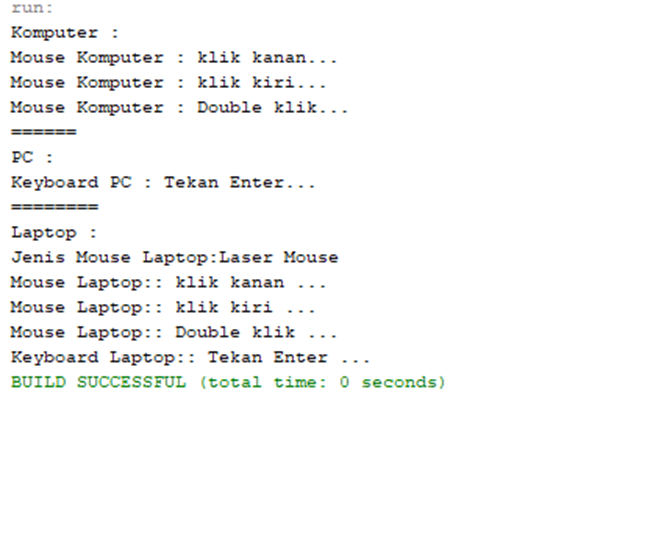 run:
Komputer :
Mouse Komputer : klik kanan...
Mouse Komputer : klik kiri...
Mouse Komputer : Double klik...
======
PC :
Keyboard PC : Tekan Enter...
========
Laptop :
Jenis Mouse Laptop:Laser Mouse
Mouse Laptop:: klik kanan ...
Mouse Laptop:: klik kiri ...
Mouse Laptop:: Double klik ...
Keyboard Laptop:: Tekan Enter ...
BUILD SUCCESSFUL (total time: 0 seconds)